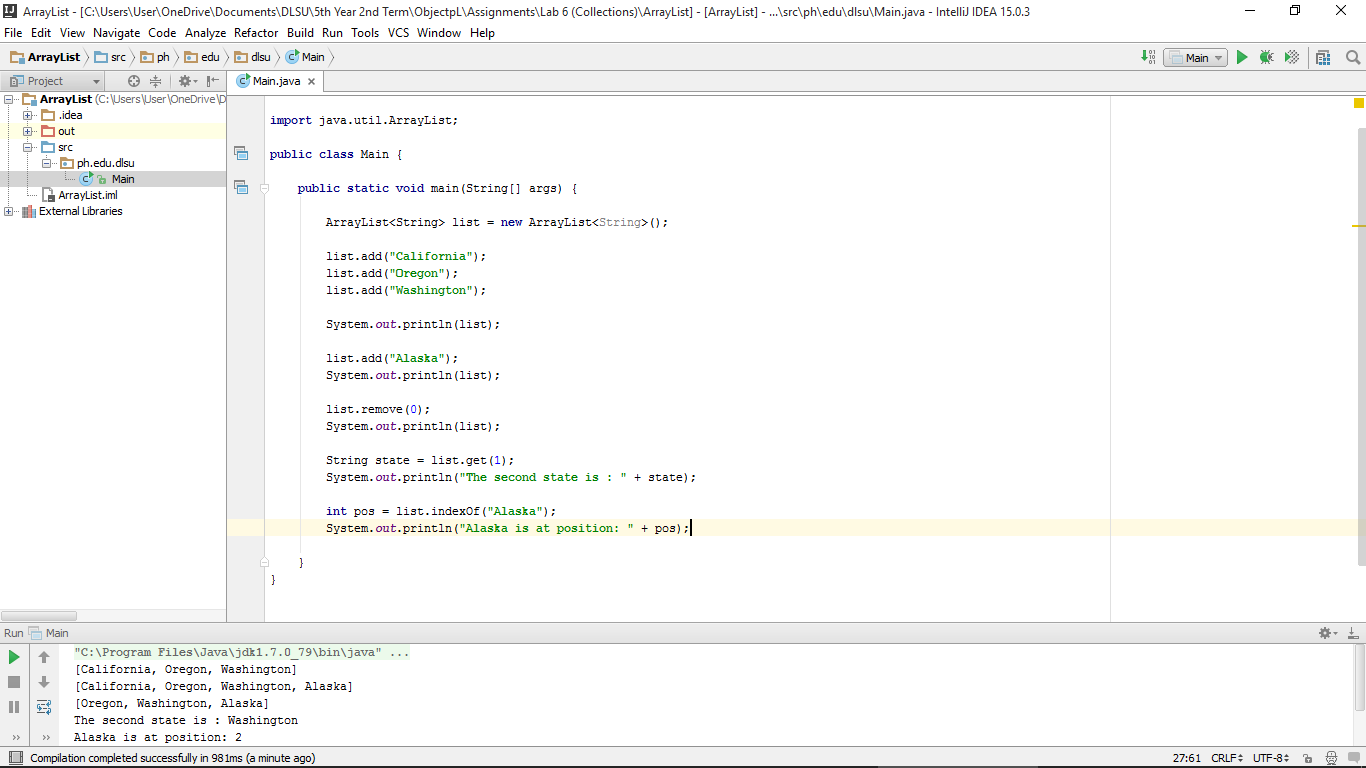 ArrayList - [C:\Users\User\OneDrive\Documents\DLSU\5th Year 2nd Term\ObjectpL\Assignments\Lab 6 (Collections)\ArrayList] - [ArrayList] - ...\src\ph\edu\dlsu\Main.java - IntelliJ IDEA 15.0.3
File Edit View Navigate Code Analyze Refactor Build Run Tools VCS Window Help
ArrayList src ph edu dlsu Main
Main
Project
Main.java
ArrayList (C:\Users\User\OneDrive\D
.idea
out
src
ph.edu.dlsu
Main
ArrayList.iml
External Libraries
import java.util.ArrayList;
public class Main {
public static void main(String[] args) {
ArrayList<String> list = new ArrayList<String>();
list.add("California");
list.add("Oregon");
list.add("Washington");
System.out.println(list);
list.add("Alaska");
System.out.println(list);
list.remove(0);
System.out.println(list);
String state = list.get(1);
System.out.println("The second state is : " + state);
int pos = list.indexOf("Alaska");
System.out.println("Alaska is at position: " + pos);
}
}
Run Main
"C:\Program Files\Java\jdk1.7.0_79\bin\java" ...
[California, Oregon, Washington]
[California, Oregon, Washington, Alaska]
[Oregon, Washington, Alaska]
The second state is : Washington
Alaska is at position: 2
Compilation completed successfully in 981ms (a minute ago)
27:61 CRLF UTF-8